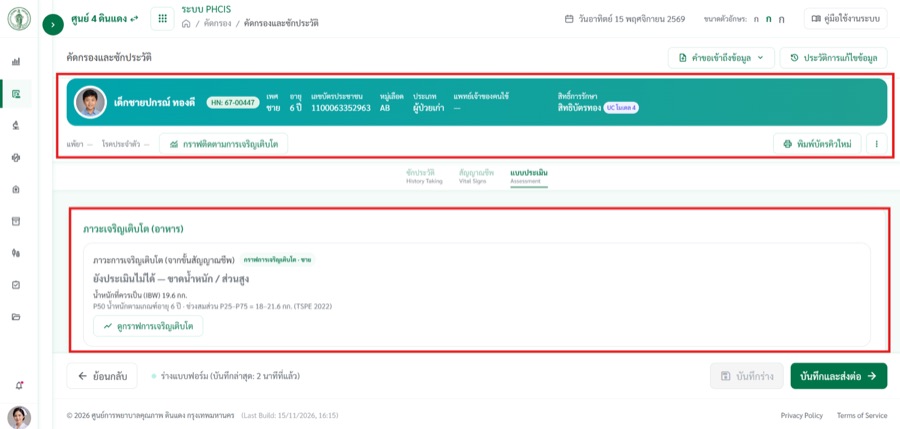 ศูนย์ 4 ดินแดง
ระบบ PHCIS
/ คัดกรอง / คัดกรองและซักประวัติ
วันอาทิตย์ 15 พฤศจิกายน 2569
ขนาดตัวอักษร: ก ก ก
คู่มือใช้งานระบบ
คัดกรองและซักประวัติ
คำขอเข้าถึงข้อมูล
ประวัติการแก้ไขข้อมูล
เด็กชายปกรณ์ ทองดี
HN: 67-00447
เพศ อายุ เลขบัตรประชาชน หมู่เลือด ประเภท แพทย์เจ้าของคนไข้ สิทธิ์การรักษา
ชาย 6 ปี 1100063352963 AB ผู้ป่วยเก่า — สิทธิบัตรทอง UC ในเขต 4
แพ้ยา — โรคประจำตัว —
กราฟติดตามการเจริญเติบโต
พิมพ์บัตรคิวใหม่
ซักประวัติ สัญญาณชีพ แบบประเมิน
History Taking Vital Signs Assessment
ภาวะเจริญเติบโต (อาหาร)
ภาวะการเจริญเติบโต (จากขั้นสัญญาณชีพ) กราฟการเจริญเติบโต · ชาย
ยังประเมินไม่ได้ — ขาดน้ำหนัก / ส่วนสูง
น้ำหนักที่ควรเป็น (IBW) 19.6 กก.
P50 น้ำหนักตามเกณฑ์อายุ 6 ปี · ช่วงสมส่วน P25–P75 = 18–21.6 กก. (TSPE 2022)
ดูกราฟการเจริญเติบโต
ย้อนกลับ
ร่างแบบฟอร์ม (บันทึกล่าสุด: 2 นาทีที่แล้ว)
บันทึกร่าง
บันทึกและส่งต่อ
© 2026 ศูนย์การพยาบาลคุณภาพ ดินแดง กรุงเทพมหานคร (Last Build: 15/11/2026, 16:15)
Privacy Policy Terms of Service